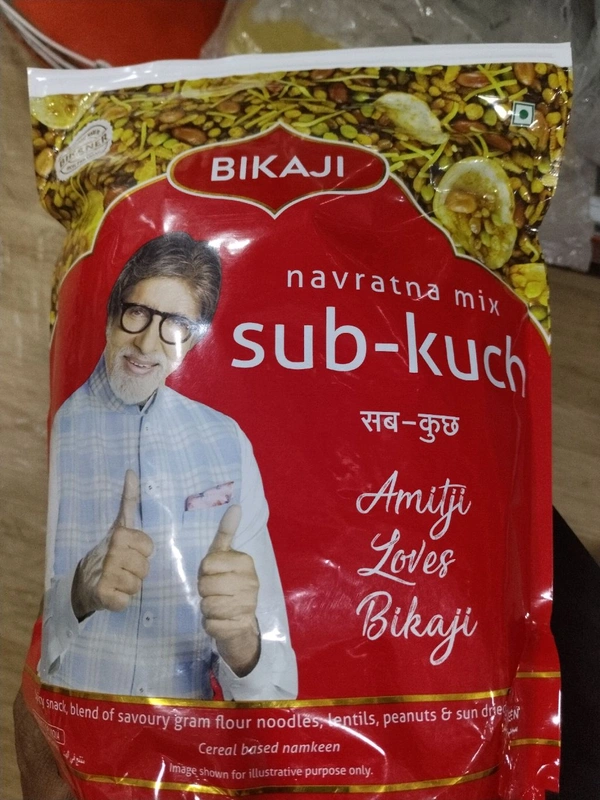 BIKANER
BIKAJI
navratna mix
sub-kuch
सब-कुछ
Amitji
Loves
Bikaji
snack, blend of savoury gram flour noodles, lentils, peanuts & sun
Cereal based namkeen
Image shown for illustrative purpose only.